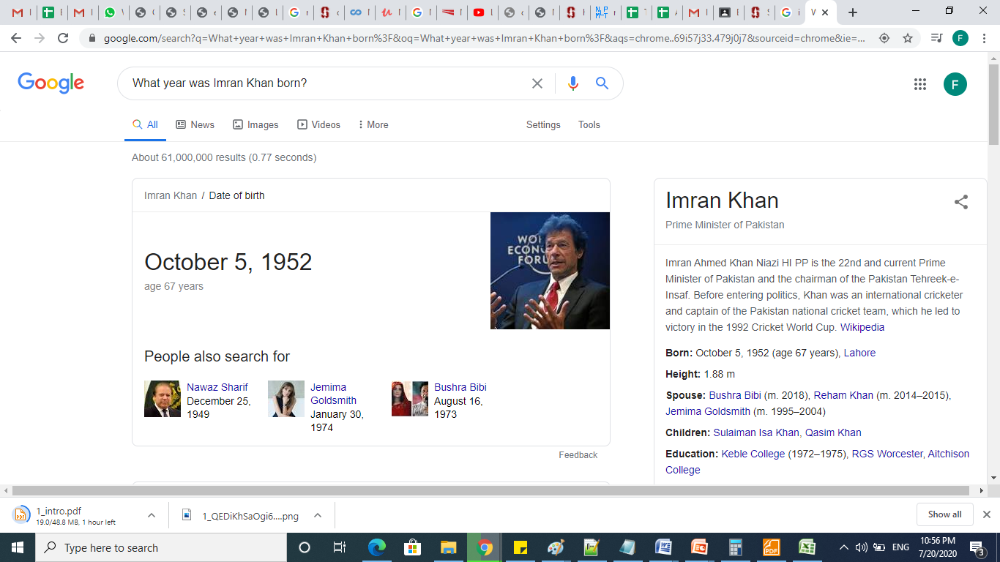 google.com/search?q=What+year+was+Imran+Khan+born%3F&oq=What+year+was+Imran+Khan+born%3F&aqs=chrome..69i57j33.479j0j7&sourceid=chrome&ie=...
F
Google
What year was Imran Khan born?
F
All
News
Images
Videos
More
Settings
Tools
About 61,000,000 results (0.77 seconds)
Imran Khan / Date of birth
October 5, 1952
age 67 years
WORL
ECONO
FORU
People also search for
Nawaz Sharif
December 25,
1949
Jemima
Goldsmith
January 30,
1974
Bushra Bibi
August 16,
1973
Feedback
Imran Khan
Prime Minister of Pakistan
Imran Ahmed Khan Niazi HI PP is the 22nd and current Prime
Minister of Pakistan and the chairman of the Pakistan Tehreek-e-
Insaf. Before entering politics, Khan was an international cricketer
and captain of the Pakistan national cricket team, which he led to
victory in the 1992 Cricket World Cup. Wikipedia
Born: October 5, 1952 (age 67 years), Lahore
Height: 1.88 m
Spouse: Bushra Bibi (m. 2018), Reham Khan (m. 2014–2015),
Jemima Goldsmith (m. 1995–2004)
Children: Sulaiman Isa Khan, Qasim Khan
Education: Keble College (1972–1975), RGS Worcester, Aitchison
College
1_intro.pdf
19.0/48.8 MB, 1 hour left
1_QEDiKhSaOgi6....png
Show all
Type here to search
ENG
10:56 PM
7/20/2020
3